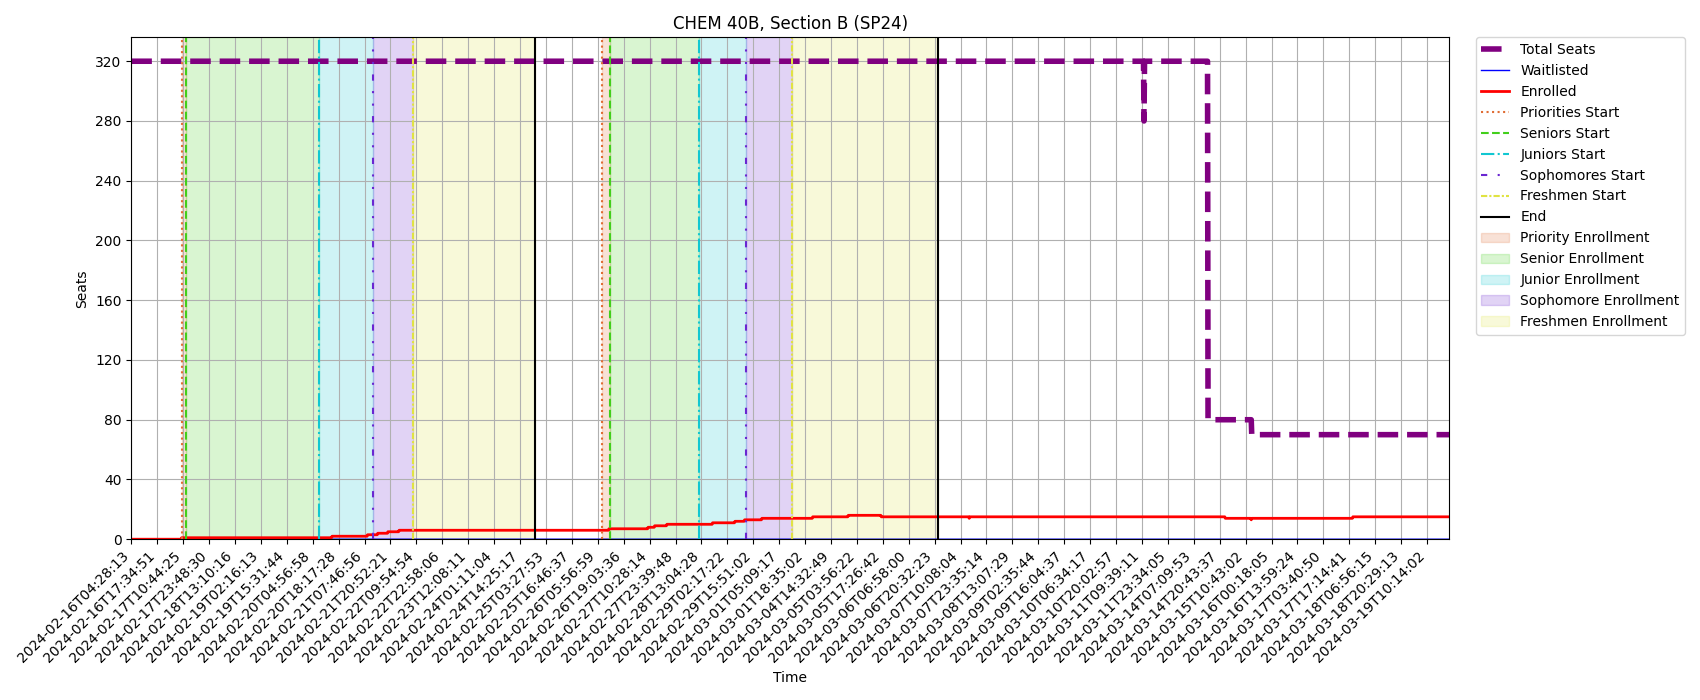 CHEM 40B, Section B (SP24)
Seats
320
280
240
200
160
120
80
40
0
2024-02-16T04:28:13
2024-02-16T17:34:51
2024-02-17T10:44:25
2024-02-17T23:48:30
2024-02-18T13:10:16
2024-02-19T02:16:13
2024-02-19T15:31:44
2024-02-20T04:56:58
2024-02-20T18:17:28
2024-02-21T07:46:56
2024-02-21T20:52:21
2024-02-22T09:54:54
2024-02-22T22:58:06
2024-02-23T12:08:11
2024-02-24T01:11:04
2024-02-24T14:25:17
2024-02-25T03:27:53
2024-02-25T16:46:37
2024-02-26T05:56:59
2024-02-26T19:03:36
2024-02-27T10:28:14
2024-02-27T23:39:48
2024-02-28T13:04:28
2024-02-29T02:17:22
2024-02-29T15:51:02
2024-03-01T05:09:17
2024-03-01T18:35:02
2024-03-04T14:32:49
2024-03-05T03:56:22
2024-03-05T17:26:42
2024-03-06T06:58:00
2024-03-06T20:32:23
2024-03-07T10:08:04
2024-03-07T23:35:14
2024-03-08T13:07:29
2024-03-09T02:35:44
2024-03-09T16:04:37
2024-03-10T06:34:17
2024-03-10T20:02:57
2024-03-11T09:39:11
2024-03-11T23:34:05
2024-03-14T07:09:53
2024-03-14T20:43:37
2024-03-15T10:43:02
2024-03-16T00:18:05
2024-03-16T13:59:24
2024-03-17T03:40:50
2024-03-17T17:14:41
2024-03-18T06:56:15
2024-03-18T20:29:13
2024-03-19T10:14:02
Time
Total Seats
Waitlisted
Enrolled
Priorities Start
Seniors Start
Juniors Start
Sophomores Start
Freshmen Start
End
Priority Enrollment
Senior Enrollment
Junior Enrollment
Sophomore Enrollment
Freshmen Enrollment